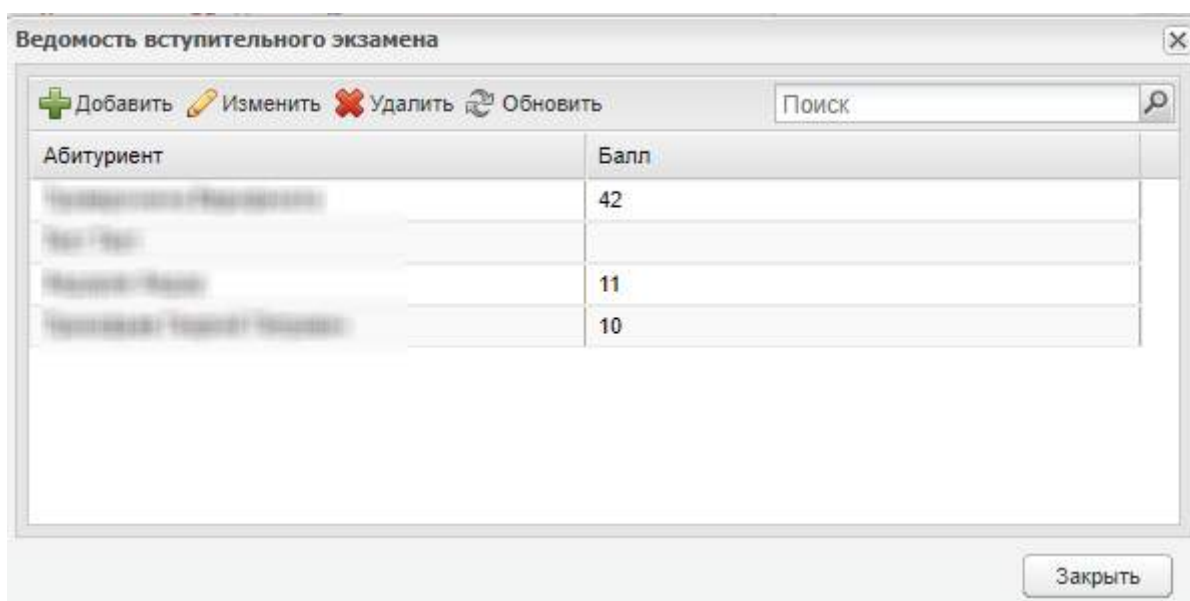 Ведомость вступительного экзамена
Добавить Изменить Удалить Обновить Поиск
Абитуриент Балл
42
11
10
Закрыть